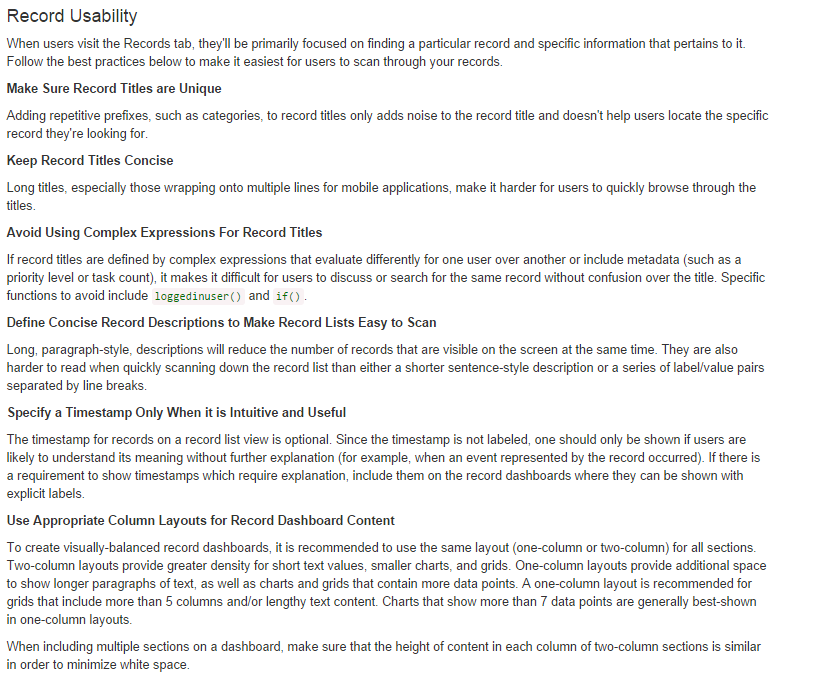 Record Usability
When users visit the Records tab, they'll be primarily focused on finding a particular record and specific information that pertains to it.
Follow the best practices below to make it easiest for users to scan through your records.
Make Sure Record Titles are Unique
Adding repetitive prefixes, such as categories, to record titles only adds noise to the record title and doesn't help users locate the specific
record they're looking for.
Keep Record Titles Concise
Long titles, especially those wrapping onto multiple lines for mobile applications, make it harder for users to quickly browse through the
titles.
Avoid Using Complex Expressions For Record Titles
If record titles are defined by complex expressions that evaluate differently for one user over another or include metadata (such as a
priority level or task count), it makes it difficult for users to discuss or search for the same record without confusion over the title. Specific
functions to avoid include loggedinuser() and if().
Define Concise Record Descriptions to Make Record Lists Easy to Scan
Long, paragraph-style, descriptions will reduce the number of records that are visible on the screen at the same time. They are also
harder to read when quickly scanning down the record list than either a shorter sentence-style description or a series of label/value pairs
separated by line breaks.
Specify a Timestamp Only When it is Intuitive and Useful
The timestamp for records on a record list view is optional. Since the timestamp is not labeled, one should only be shown if users are
likely to understand its meaning without further explanation (for example, when an event represented by the record occurred). If there is
a requirement to show timestamps which require explanation, include them on the record dashboards where they can be shown with
explicit labels.
Use Appropriate Column Layouts for Record Dashboard Content
To create visually-balanced record dashboards, it is recommended to use the same layout (one-column or two-column) for all sections.
Two-column layouts provide greater density for short text values, smaller charts, and grids. One-column layouts provide additional space
to show longer paragraphs of text, as well as charts and grids that contain more data points. A one-column layout is recommended for
grids that include more than 5 columns and/or lengthy text content. Charts that show more than 7 data points are generally best-shown
in one-column layouts.
When including multiple sections on a dashboard, make sure that the height of content in each column of two-column sections is similar
in order to minimize white space.